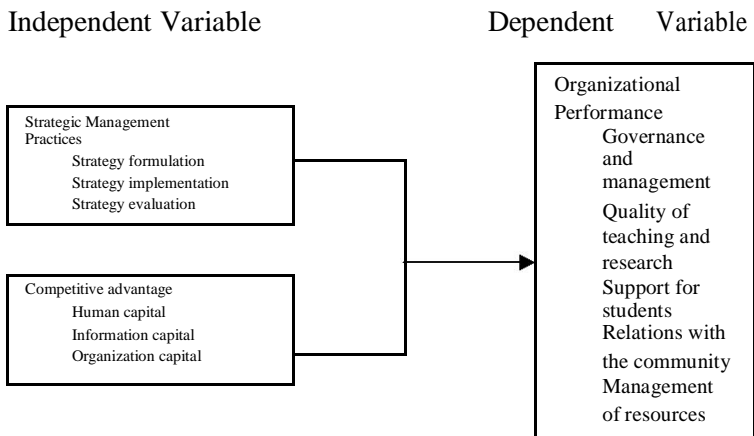 Independent Variable
Dependent Variable
Strategic Management
Practices
Strategy formulation
Strategy implementation
Strategy evaluation
Competitive advantage
Human capital
Information capital
Organization capital
Organizational
Performance
Governance
and
management
Quality of
teaching and
research
Support for
students
Relations with
the community
Management
of resources